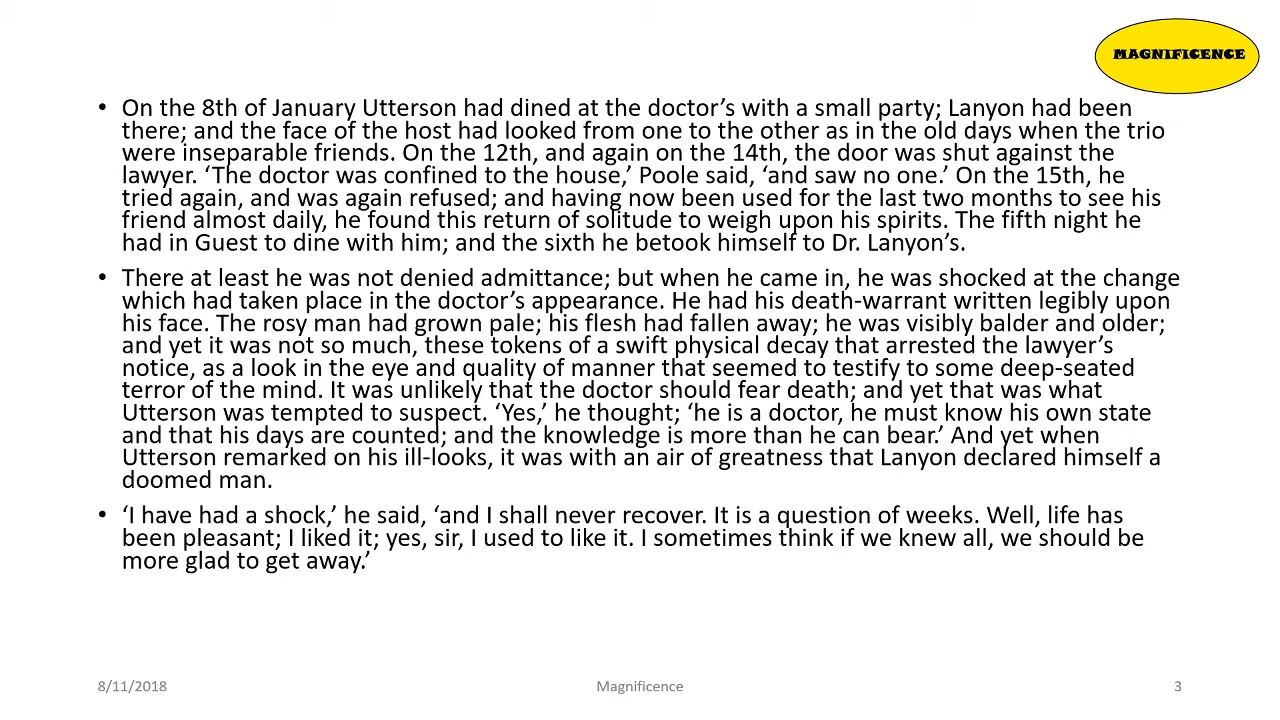 MAGNIFICENCE
• On the 8th of January Utterson had dined at the doctor’s with a small party; Lanyon had been
there; and the face of the host had looked from one to the other as in the old days when the trio
were inseparable friends. On the 12th, and again on the 14th, the door was shut against the
lawyer. ‘The doctor was confined to the house,’ Poole said, ‘and saw no one.’ On the 15th, he
tried again, and was again refused; and having now been used for the last two months to see his
friend almost daily, he found this return of solitude to weigh upon his spirits. The fifth night he
had in Guest to dine with him; and the sixth he betook himself to Dr. Lanyon’s.
• There at least he was not denied admittance; but when he came in, he was shocked at the change
which had taken place in the doctor’s appearance. He had his death-warrant written legibly upon
his face. The rosy man had grown pale; his flesh had fallen away; he was visibly balder and older;
and yet it was not so much, these tokens of a swift physical decay that arrested the lawyer’s
notice, as a look in the eye and quality of manner that seemed to testify to some deep-seated
terror of the mind. It was unlikely that the doctor should fear death; and yet that was what
Utterson was tempted to suspect. ‘Yes,’ he thought; ‘he is a doctor, he must know his own state
and that his days are counted; and the knowledge is more than he can bear.’ And yet when
Utterson remarked on his ill-looks, it was with an air of greatness that Lanyon declared himself a
doomed man.
• ‘I have had a shock,’ he said, ‘and I shall never recover. It is a question of weeks. Well, life has
been pleasant; I liked it; yes, sir, I used to like it. I sometimes think if we knew all, we should be
more glad to get away.’
8/11/2018
Magnificence
3